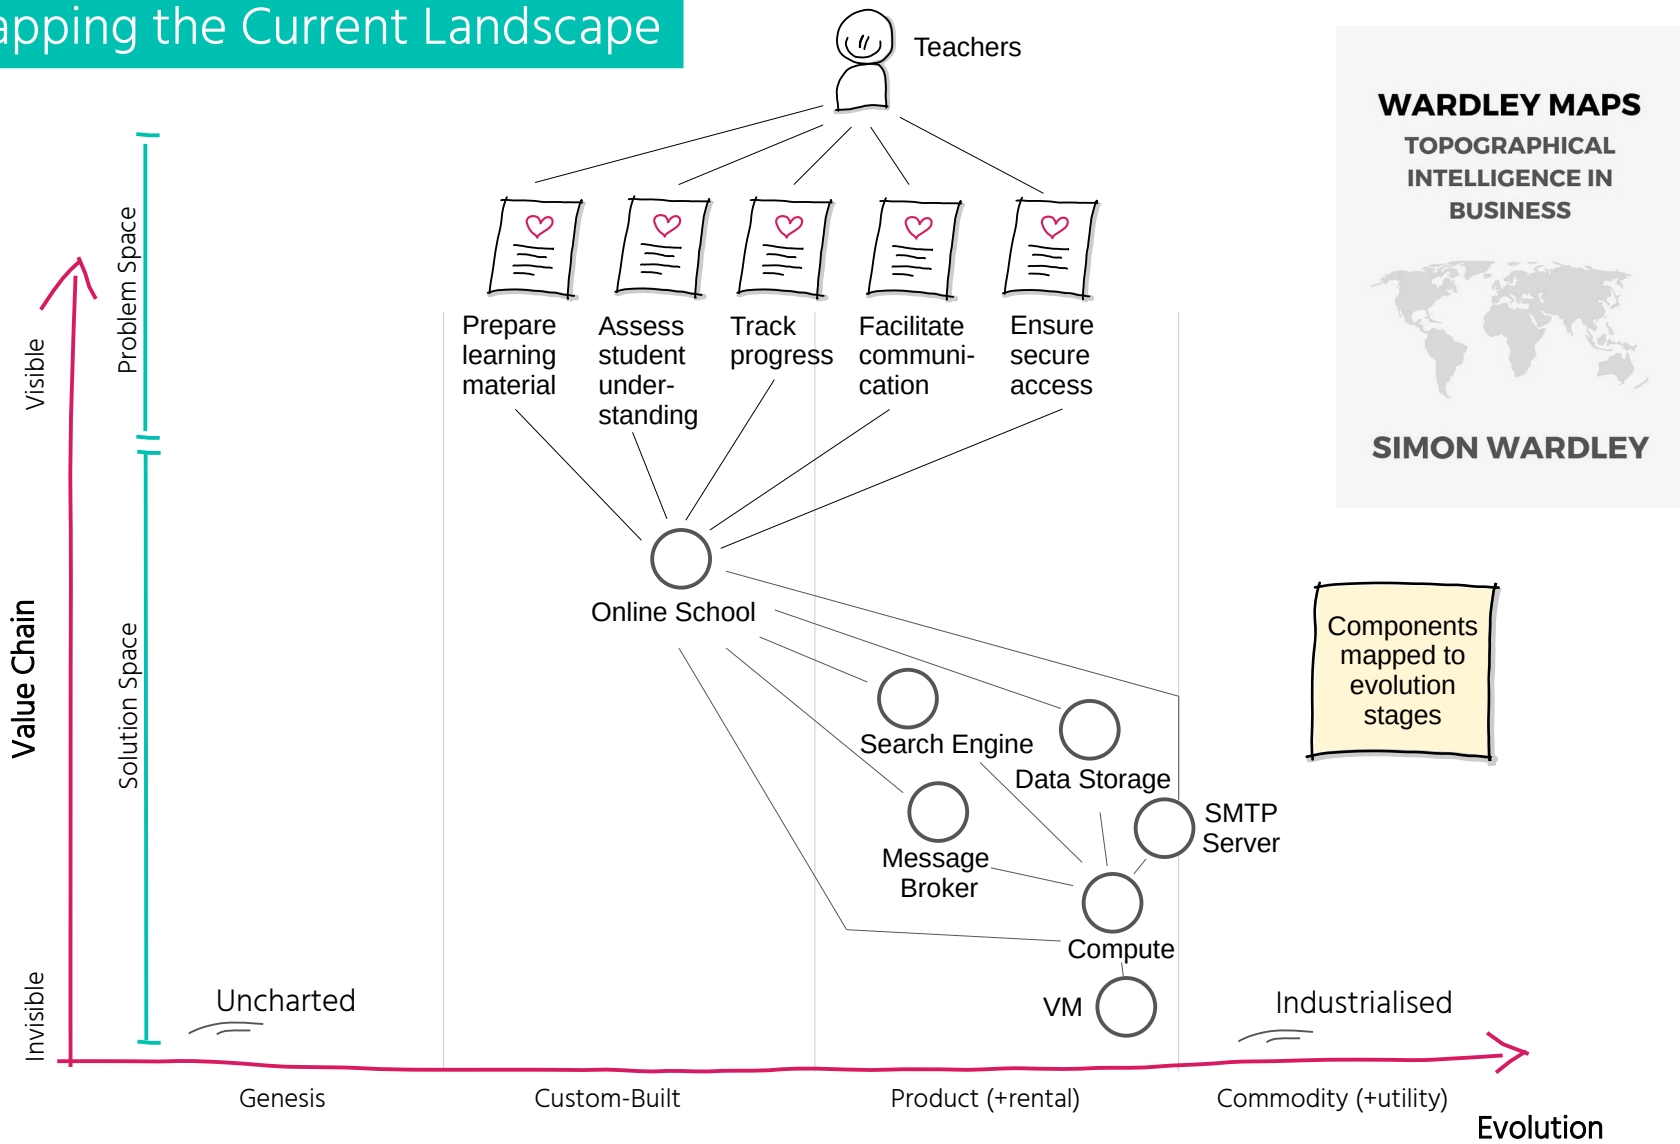 apping the Current Landscape
Teachers
WARDLEY MAPS
TOPOGRAPHICAL
INTELLIGENCE IN
BUSINESS
SIMON WARDLEY
Problem Space
Visible
Prepare
learning
material
Assess
student
under-
standing
Track
progress
Facilitate
communi-
cation
Ensure
secure
access
Value Chain
Solution Space
Online School
Components
mapped to
evolution
stages
Search Engine
Data Storage
SMTP
Server
Message
Broker
Compute
VM
Invisible
Uncharted
Industrialised
Genesis
Custom-Built
Product (+rental)
Commodity (+utility)
Evolution